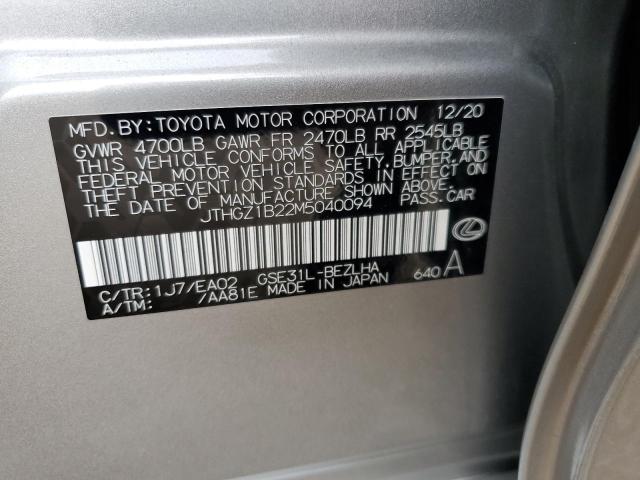 MFD. BY: TOYOTA MOTOR CORPORATION 12/20
GVWR 4700LB GAWR FR 2470LB RR 2545LB
THIS VEHICLE CONFORMS TO ALL APPLICABLE
FEDERAL MOTOR VEHICLE SAFETY, BUMPER, AND
THEFT PREVENTION STANDARDS IN EFFECT ON
THE DATE OF MANUFACTURE SHOWN ABOVE.
JTHGZ1B22M5040094 PASS. CAR
C/TR: 1J7/EA02 GSE31L-BEZLHA
A/TM: /AA81E MADE IN JAPAN 640 A